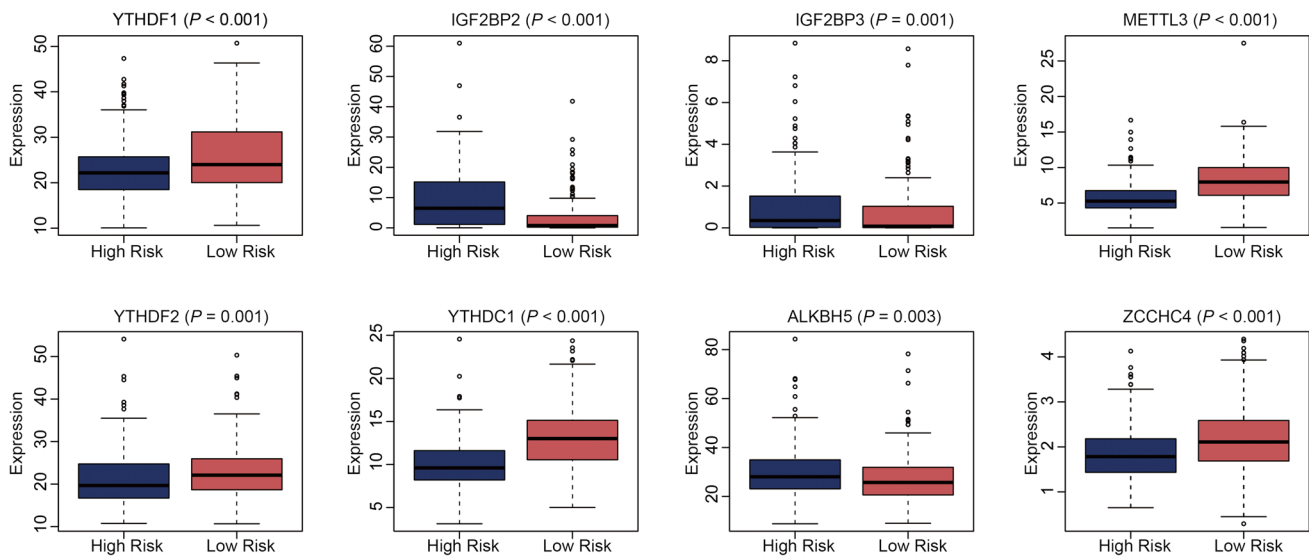 YTHDF1 (P < 0.001)
Expression
50
40
30
20
10
High Risk
Low Risk
IGF2BP2 (P < 0.001)
Expression
60
50
40
30
20
10
0
High Risk
Low Risk
IGF2BP3 (P = 0.001)
Expression
8
6
4
2
0
High Risk
Low Risk
METTL3 (P < 0.001)
Expression
25
20
15
10
5
High Risk
Low Risk
YTHDF2 (P = 0.001)
Expression
50
40
30
20
10
High Risk
Low Risk
YTHDC1 (P < 0.001)
Expression
25
20
15
10
5
High Risk
Low Risk
ALKBH5 (P = 0.003)
Expression
80
60
40
20
High Risk
Low Risk
ZCCHC4 (P < 0.001)
Expression
4
3
2
1
High Risk
Low Risk